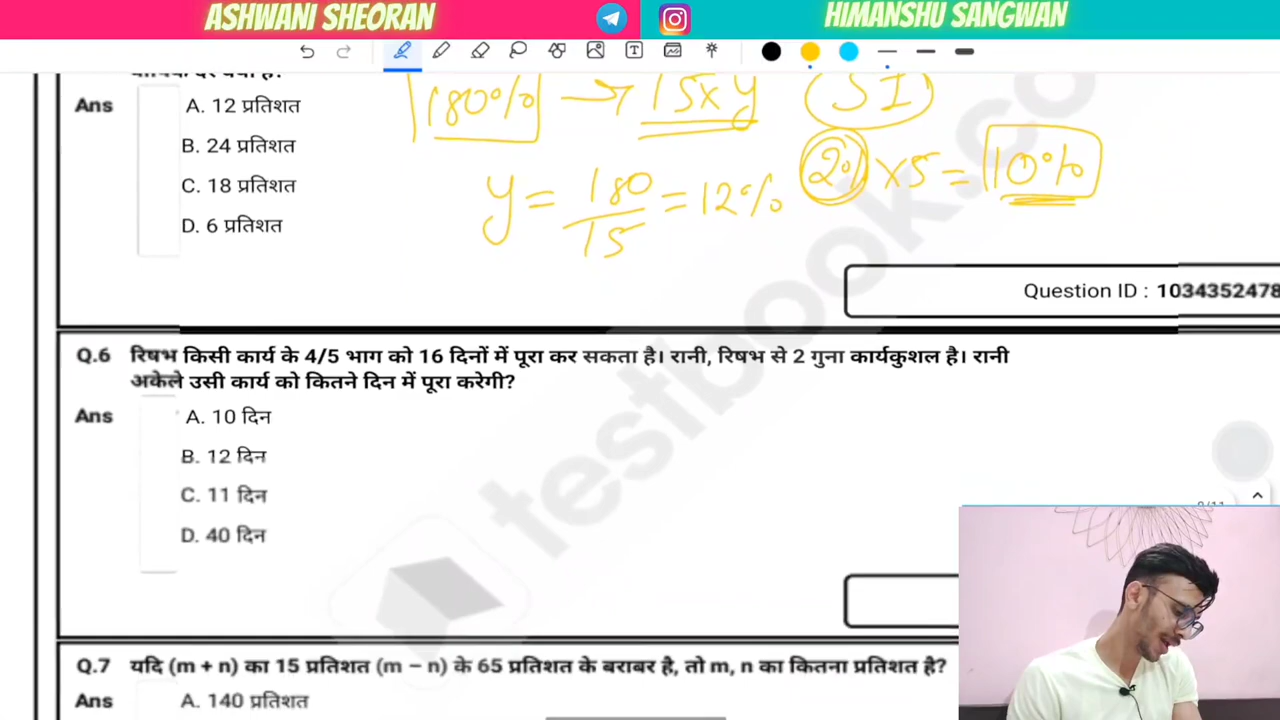 ASHWANI SHEORAN
HIMANSHU SANGWAN
Ans
A. 12 प्रतिशत
B. 24 प्रतिशत
C. 18 प्रतिशत
D. 6 प्रतिशत
180% → 15xy (SI)
2% x5 = 10%
y = 180/15 = 12%
Question ID : 1034352478
Q.6 रिषभ किसी कार्य के 4/5 भाग को 16 दिनों में पूरा कर सकता है। रानी, रिषभ से 2 गुना कार्यकुशल है। रानी
अकेले उसी कार्य को कितने दिन में पूरा करेगी?
Ans
A. 10 दिन
B. 12 दिन
C. 11 दिन
D. 40 दिन
testbook.co
Q.7 यदि (m + n) का 15 प्रतिशत (m − n) के 65 प्रतिशत के बराबर है, तो m, n का कितना प्रतिशत है?
Ans
A. 140 प्रतिशत